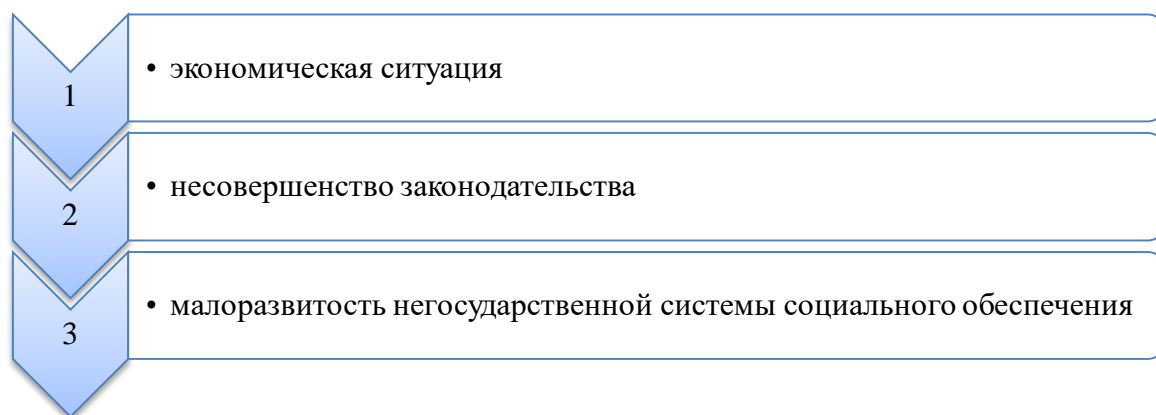 1
• экономическая ситуация
2
• несовершенство законодательства
3
• малоразвитость негосударственной системы социального обеспечения